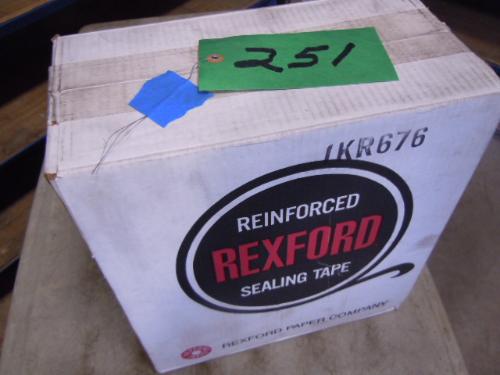 251
1KR676
REINFORCED
REXFORD
SEALING TAPE
REXFORD PAPER COMPANY